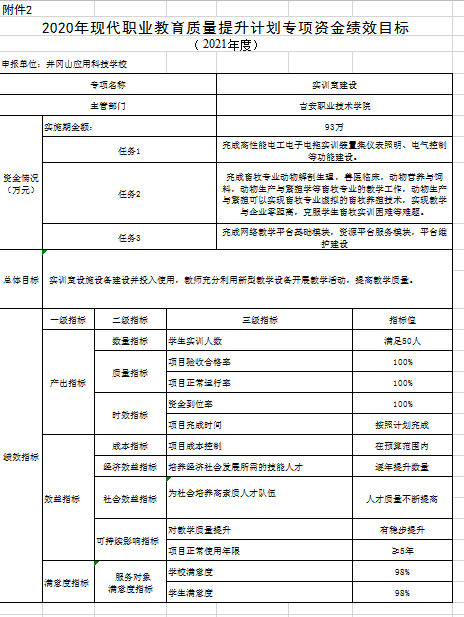 附件2
2020年现代职业教育质量提升计划专项资金绩效目标
（2021年度）
申报单位：井冈山应用科技学校
专项名称 实训室建设
主管部门 吉安职业技术学院
资金情况
（万元）
实施期金额： 93万
任务1
完成高性能电工电子电拖实训装置集仪表照明、电气控制
等功能建设。
任务2
完成畜牧专业动物解剖生理，兽医临床，动物营养与饲
料，动物生产与繁殖学等畜牧专业的教学工作，动物生产
与繁殖可以实现畜牧专业虚拟的畜牧养殖技术，实现教学
与企业零距离，克服学生畜牧实训困难等难题。
任务3
完成网络教学平台基础模块，资源平台服务模块，平台维
护建设
总体目标 实训室设施设备建设并投入使用，教师充分利用新型教学设备开展教学活动，提高教学质量。
绩效指标
一级指标 二级指标 三级指标 指标值
产出指标
数量指标 学生实训人数 满足50人
质量指标
项目验收合格率 100%
项目正常运行率 100%
时效指标
资金到位率 100%
项目完成时间 按照计划完成
效益指标
成本指标 项目成本控制 在预算范围内
经济效益指标 培养经济社会发展所需的技能人才 逐年提升数量
社会效益指标 为社会培养高素质人才队伍 人才质量不断提高
可持续影响指标
对教学质量提升 有稳步提升
项目正常使用年限 ≥5年
满意度指标
服务对象
满意度指标
学校满意度 98%
学生满意度 98%